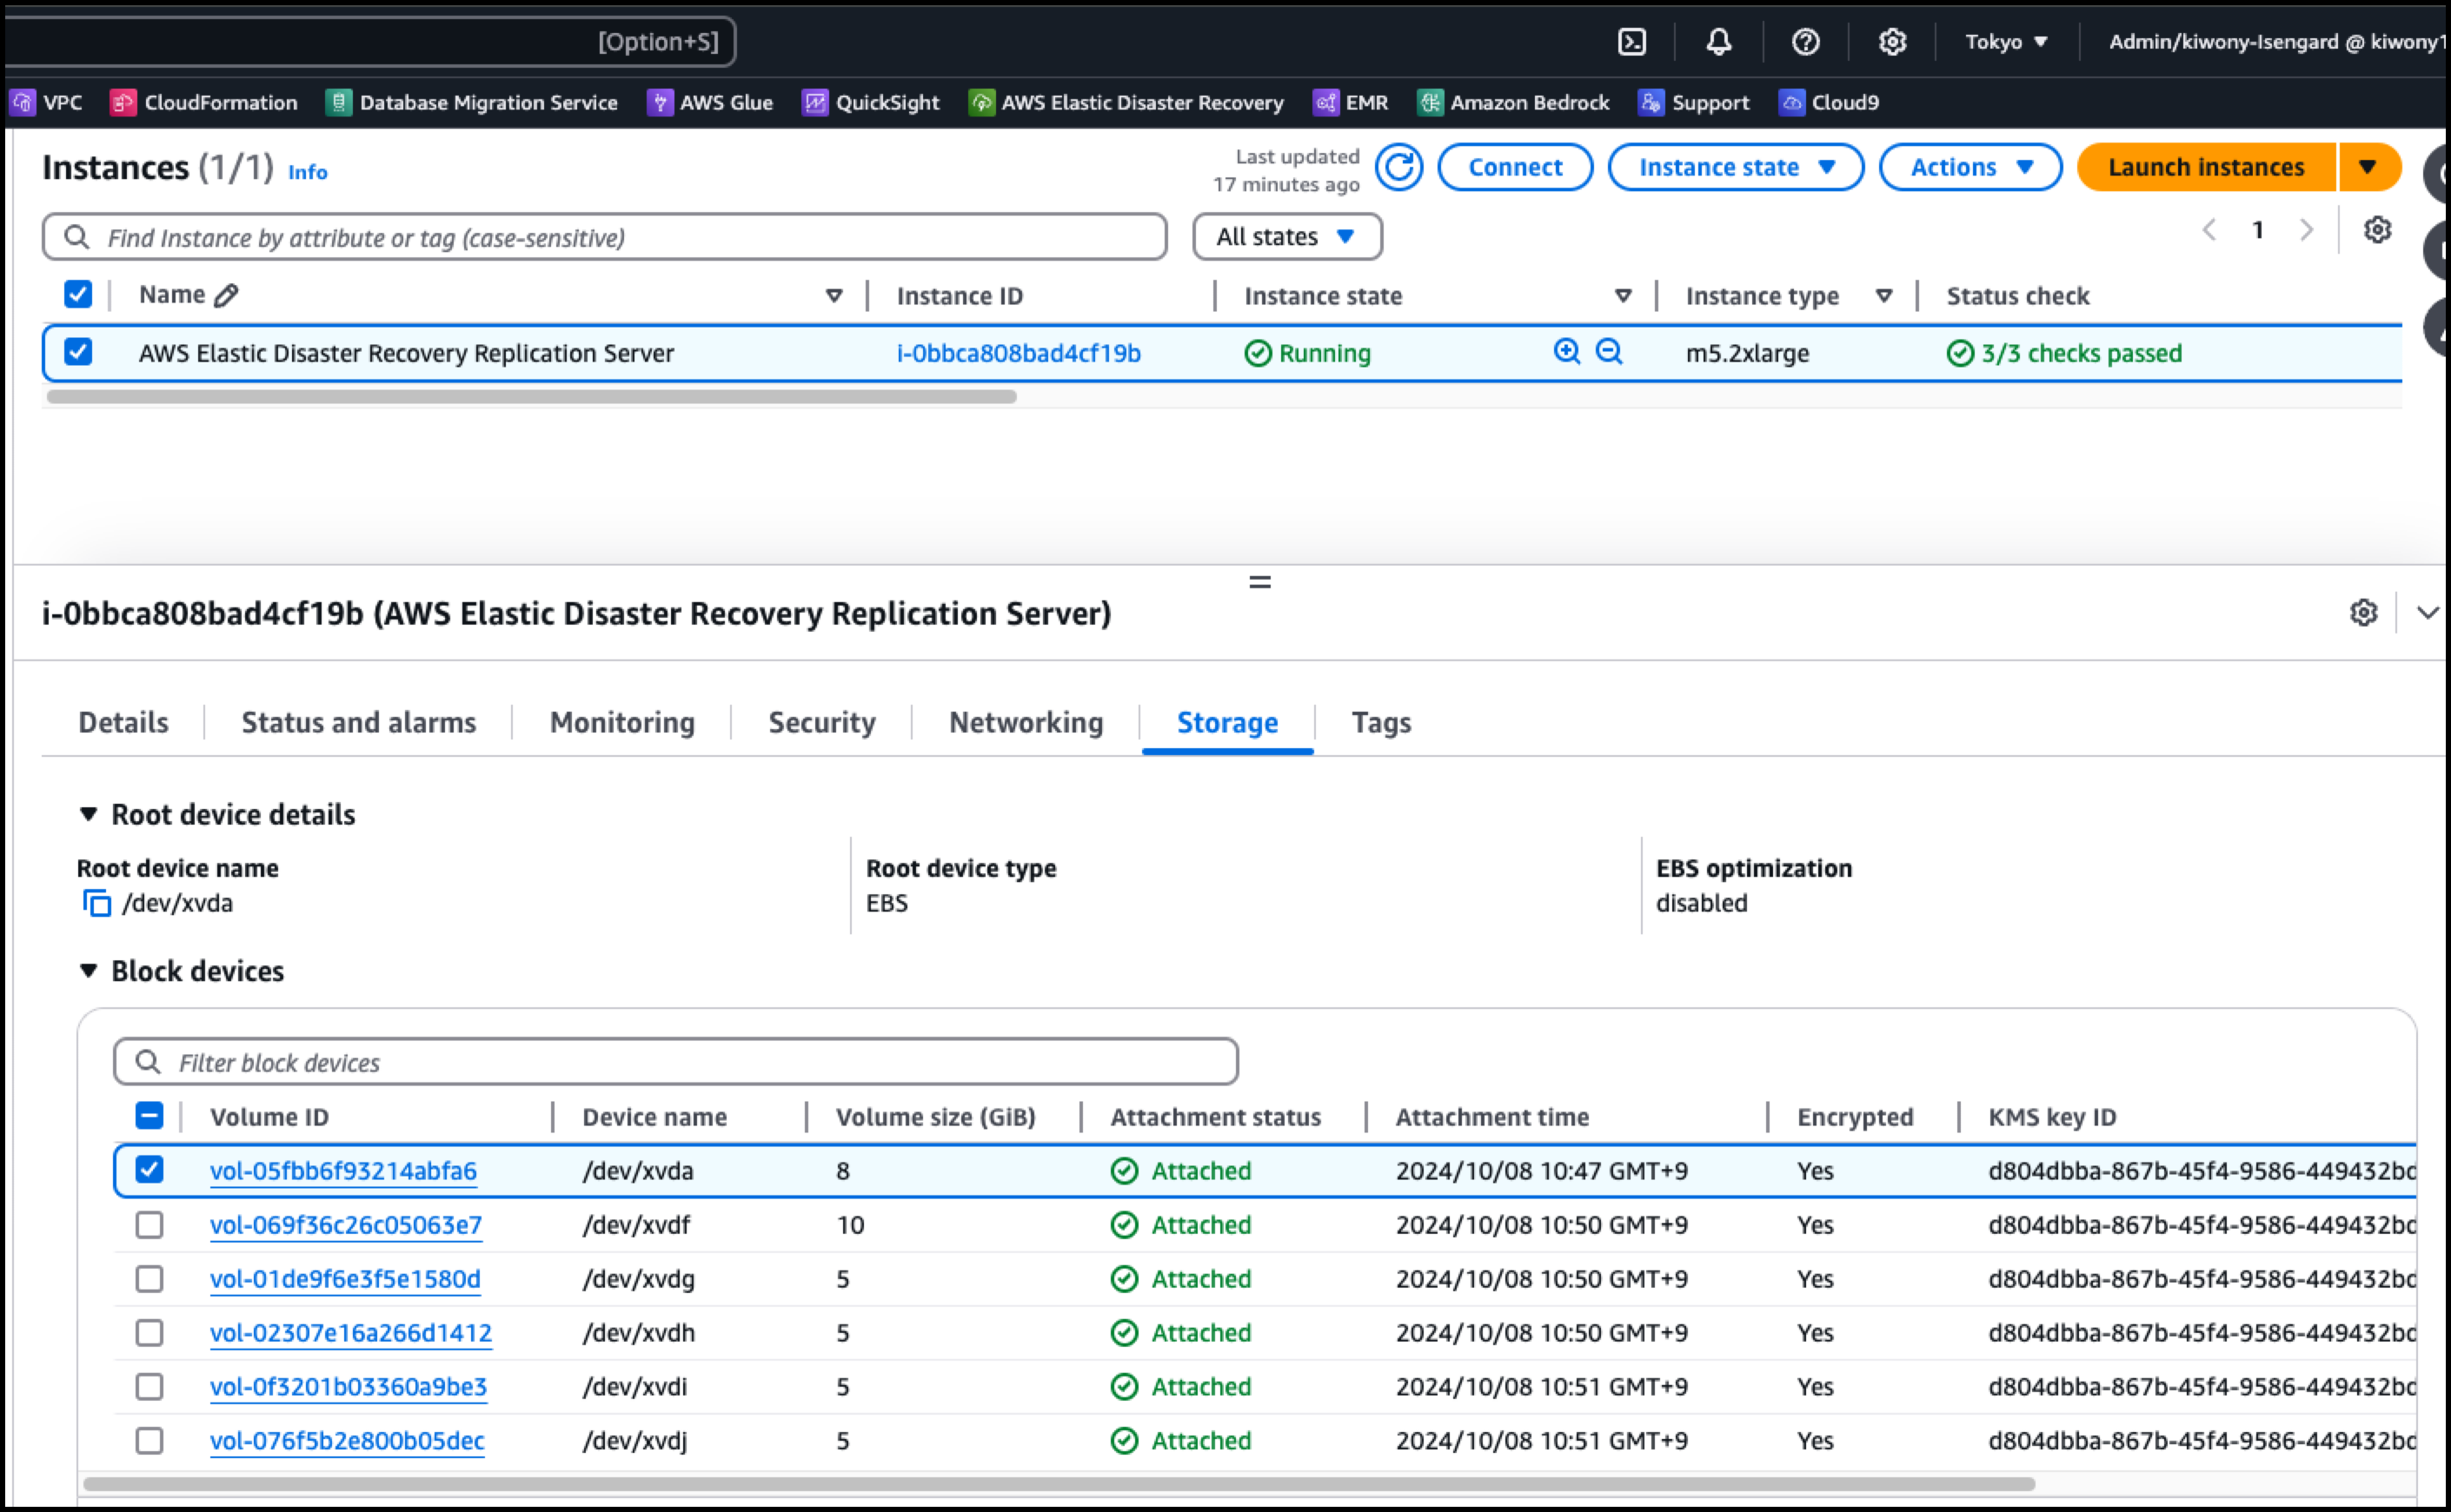 [Option+S] Tokyo Admin/kiwony-Isengard @ kiwony1
VPC CloudFormation Database Migration Service AWS Glue QuickSight AWS Elastic Disaster Recovery EMR Amazon Bedrock Support Cloud9
Instances (1/1) Info
Last updated
17 minutes ago
Connect Instance state Actions Launch instances
Find Instance by attribute or tag (case-sensitive) All states 1
Name Instance ID Instance state Instance type Status check
AWS Elastic Disaster Recovery Replication Server i-0bbca808bad4cf19b Running m5.2xlarge 3/3 checks passed
i-0bbca808bad4cf19b (AWS Elastic Disaster Recovery Replication Server)
Details Status and alarms Monitoring Security Networking Storage Tags
Root device details
Root device name Root device type EBS optimization
/dev/xvda EBS disabled
Block devices
Filter block devices
Volume ID Device name Volume size (GiB) Attachment status Attachment time Encrypted KMS key ID
vol-05fbb6f93214abfa6 /dev/xvda 8 Attached 2024/10/08 10:47 GMT+9 Yes d804dbba-867b-45f4-9586-449432bd
vol-069f36c26c05063e7 /dev/xvdf 10 Attached 2024/10/08 10:50 GMT+9 Yes d804dbba-867b-45f4-9586-449432bd
vol-01de9f6e3f5e1580d /dev/xvdg 5 Attached 2024/10/08 10:50 GMT+9 Yes d804dbba-867b-45f4-9586-449432bd
vol-02307e16a266d1412 /dev/xvdh 5 Attached 2024/10/08 10:50 GMT+9 Yes d804dbba-867b-45f4-9586-449432bd
vol-0f3201b03360a9be3 /dev/xvdi 5 Attached 2024/10/08 10:51 GMT+9 Yes d804dbba-867b-45f4-9586-449432bd
vol-076f5b2e800b05dec /dev/xvdj 5 Attached 2024/10/08 10:51 GMT+9 Yes d804dbba-867b-45f4-9586-449432bd